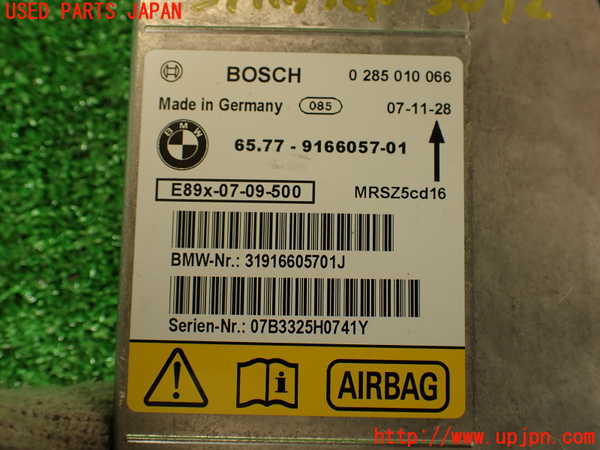 USED PARTS JAPAN
BOSCH 0 285 010 066
Made in Germany 085 07-11-28
BMW 65.77 - 9166057-01
E89x-07-09-500 MRSZ5cd16
BMW-Nr.: 31916605701J
Serien-Nr.: 07B3325H0741Y
AIRBAG
http://www.upjpn.com